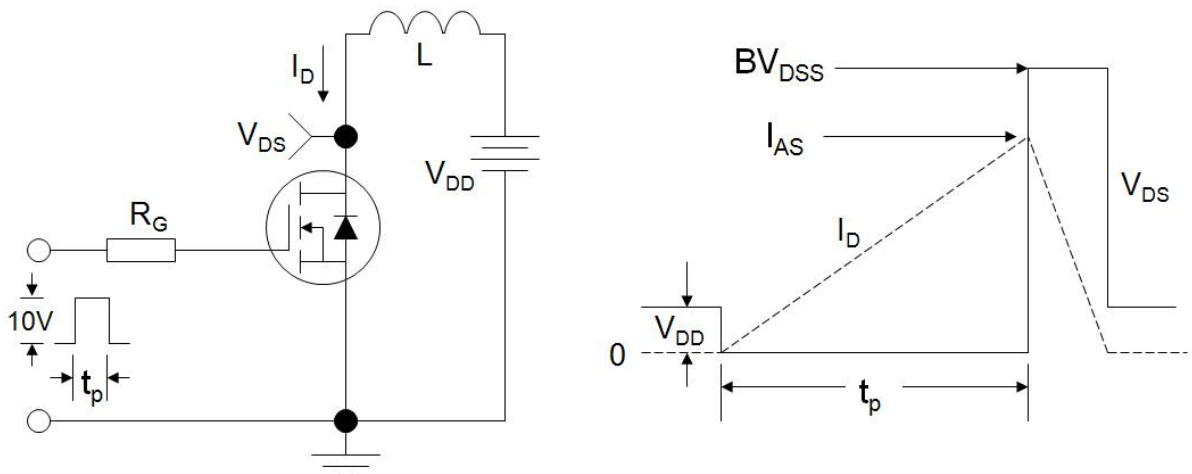 L
I_D
V_DS
V_DD
R_G
10V
t_p
BV_DSS
I_AS
V_DS
I_D
V_DD
0
t_p